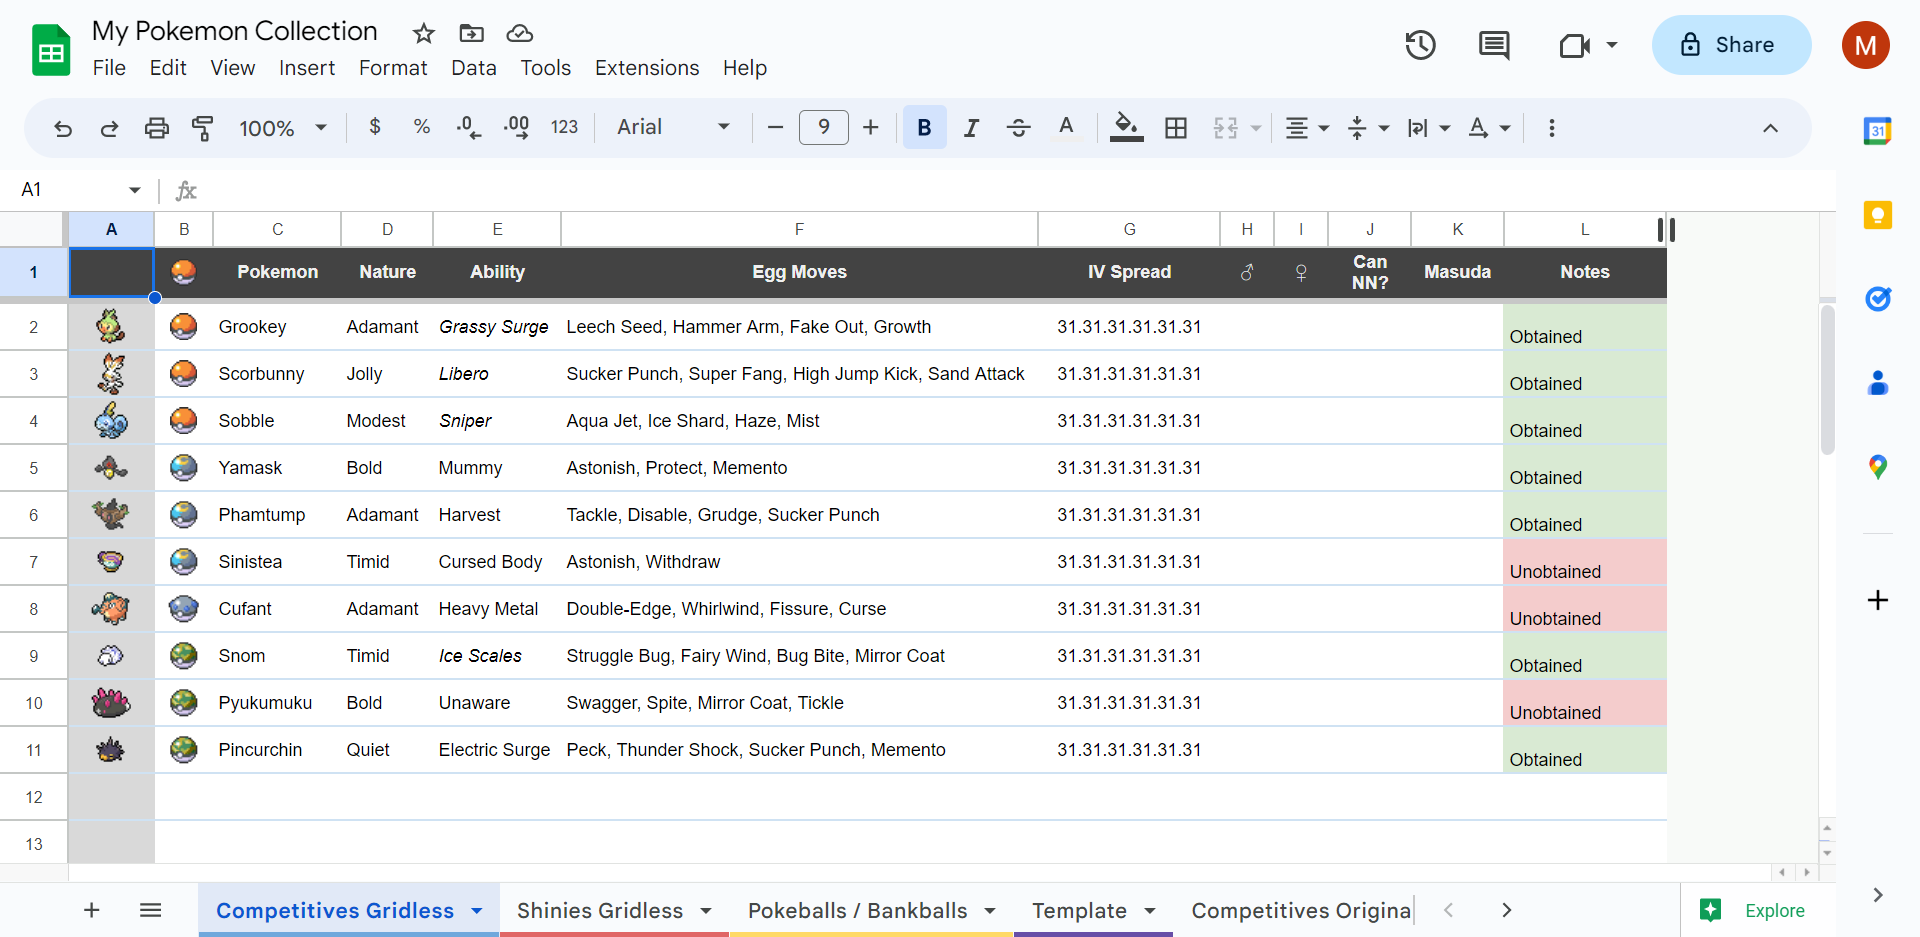 My Pokemon Collection
File Edit View Insert Format Data Tools Extensions Help
Share
M
100% $ % .0 .00 123 Arial 9 B I S A
31
A1 fx
A B C D E F G H I J K L
1 Pokemon Nature Ability Egg Moves IV Spread ♂ ♀ Can NN? Masuda Notes
2 Grookey Adamant Grassy Surge Leech Seed, Hammer Arm, Fake Out, Growth 31.31.31.31.31.31 Obtained
3 Scorbunny Jolly Libero Sucker Punch, Super Fang, High Jump Kick, Sand Attack 31.31.31.31.31.31 Obtained
4 Sobble Modest Sniper Aqua Jet, Ice Shard, Haze, Mist 31.31.31.31.31.31 Obtained
5 Yamask Bold Mummy Astonish, Protect, Memento 31.31.31.31.31.31 Obtained
6 Phamtump Adamant Harvest Tackle, Disable, Grudge, Sucker Punch 31.31.31.31.31.31 Obtained
7 Sinistea Timid Cursed Body Astonish, Withdraw 31.31.31.31.31.31 Unobtained
8 Cufant Adamant Heavy Metal Double-Edge, Whirlwind, Fissure, Curse 31.31.31.31.31.31 Unobtained
9 Snom Timid Ice Scales Struggle Bug, Fairy Wind, Bug Bite, Mirror Coat 31.31.31.31.31.31 Obtained
10 Pyukumuku Bold Unaware Swagger, Spite, Mirror Coat, Tickle 31.31.31.31.31.31 Unobtained
11 Pincurchin Quiet Electric Surge Peck, Thunder Shock, Sucker Punch, Memento 31.31.31.31.31.31 Obtained
12
13
Competitives Gridless Shinies Gridless Pokeballs / Bankballs Template Competitives Origina Explore